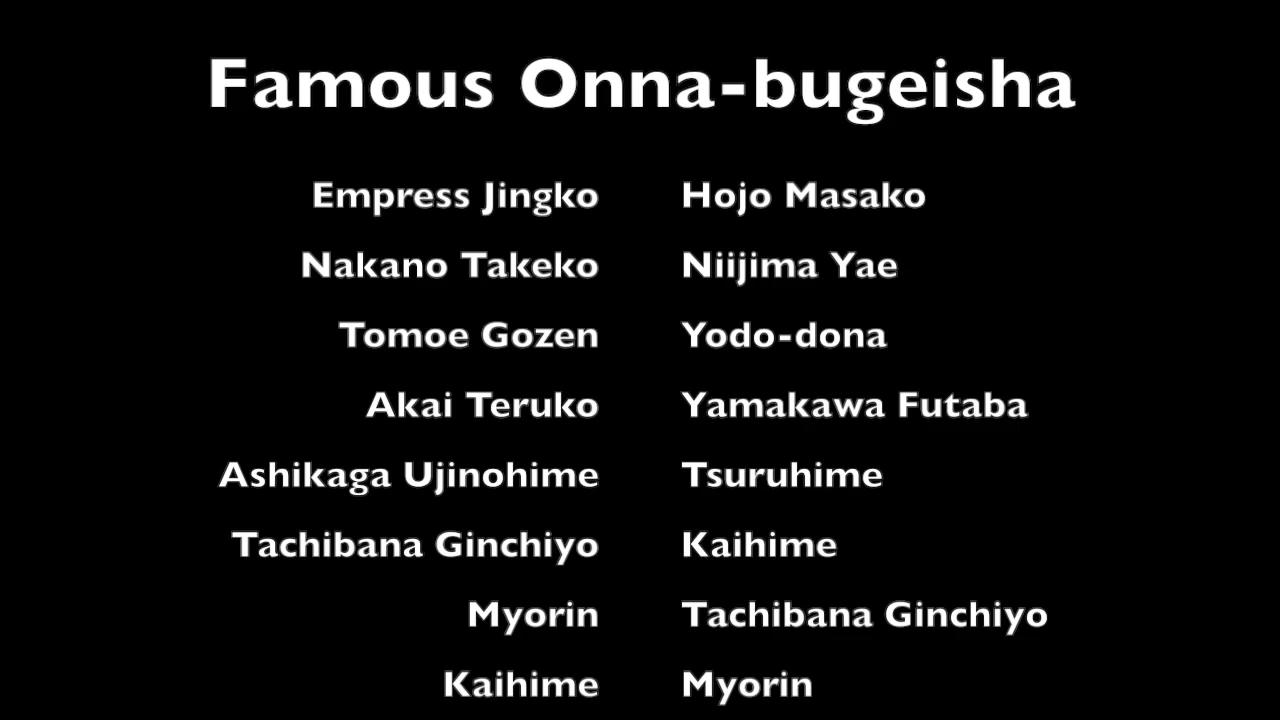 Famous Onna-bugeisha
Empress Jingko Hojo Masako
Nakano Takeko Niijima Yae
Tomoe Gozen Yodo-dona
Akai Teruko Yamakawa Futaba
Ashikaga Ujinohime Tsuruhime
Tachibana Ginchiyo Kaihime
Myorin Tachibana Ginchiyo
Kaihime Myorin